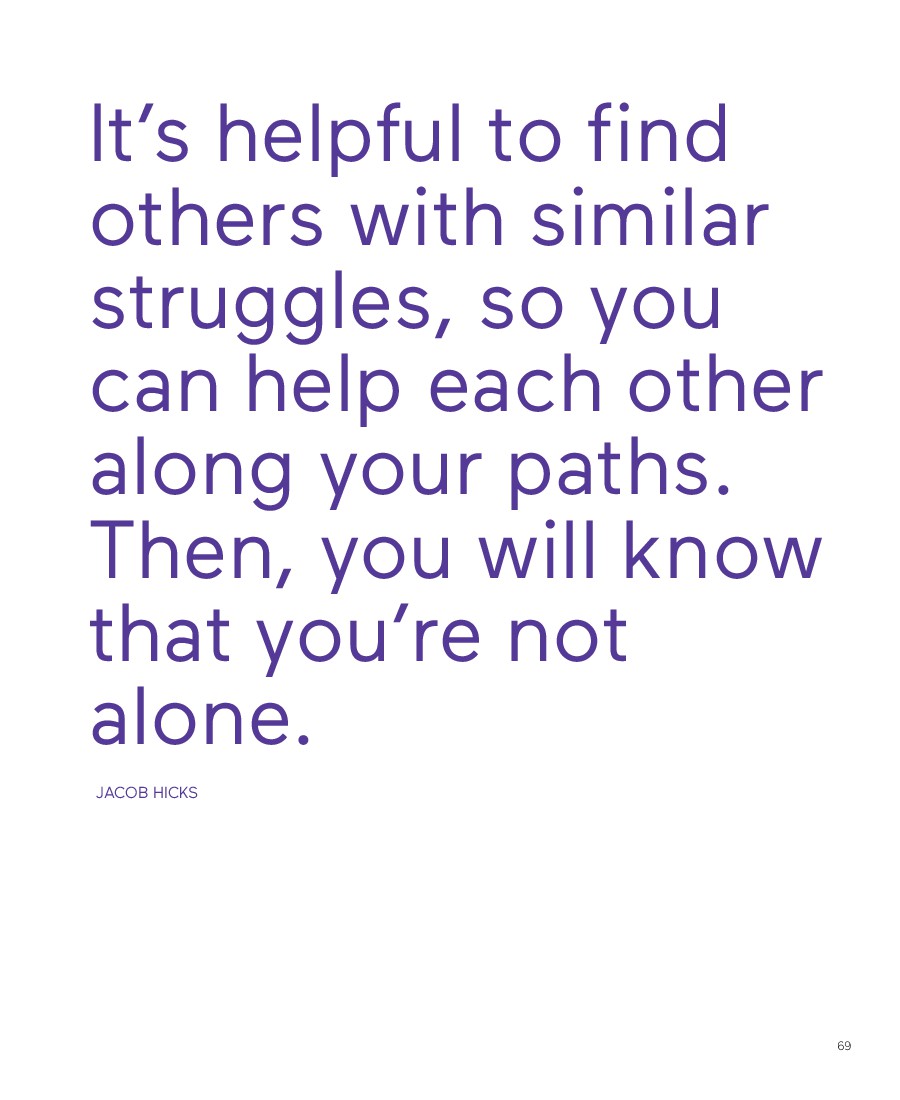 It’s helpful to find
others with similar
struggles, so you
can help each other
along your paths.
Then, you will know
that you’re not
alone.
JACOB HICKS
69